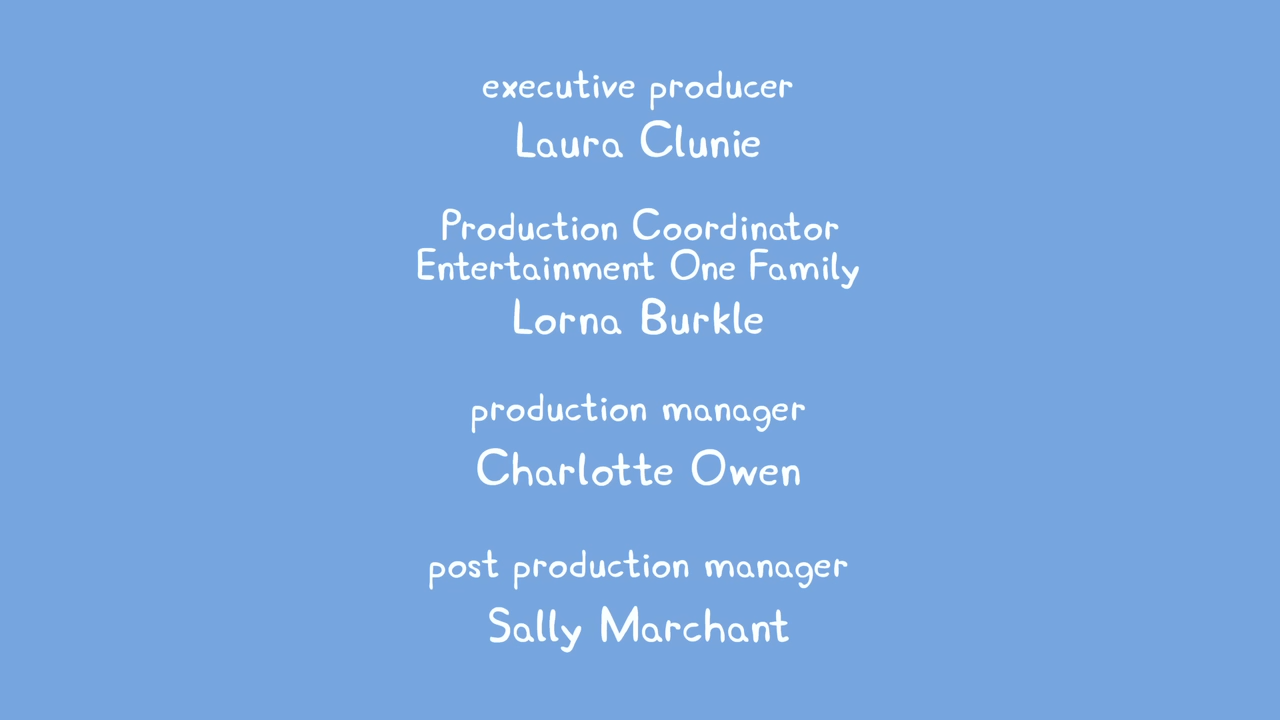 executive producer
Laura Clunie
Production Coordinator
Entertainment One Family
Lorna Burkle
production manager
Charlotte Owen
post production manager
Sally Marchant